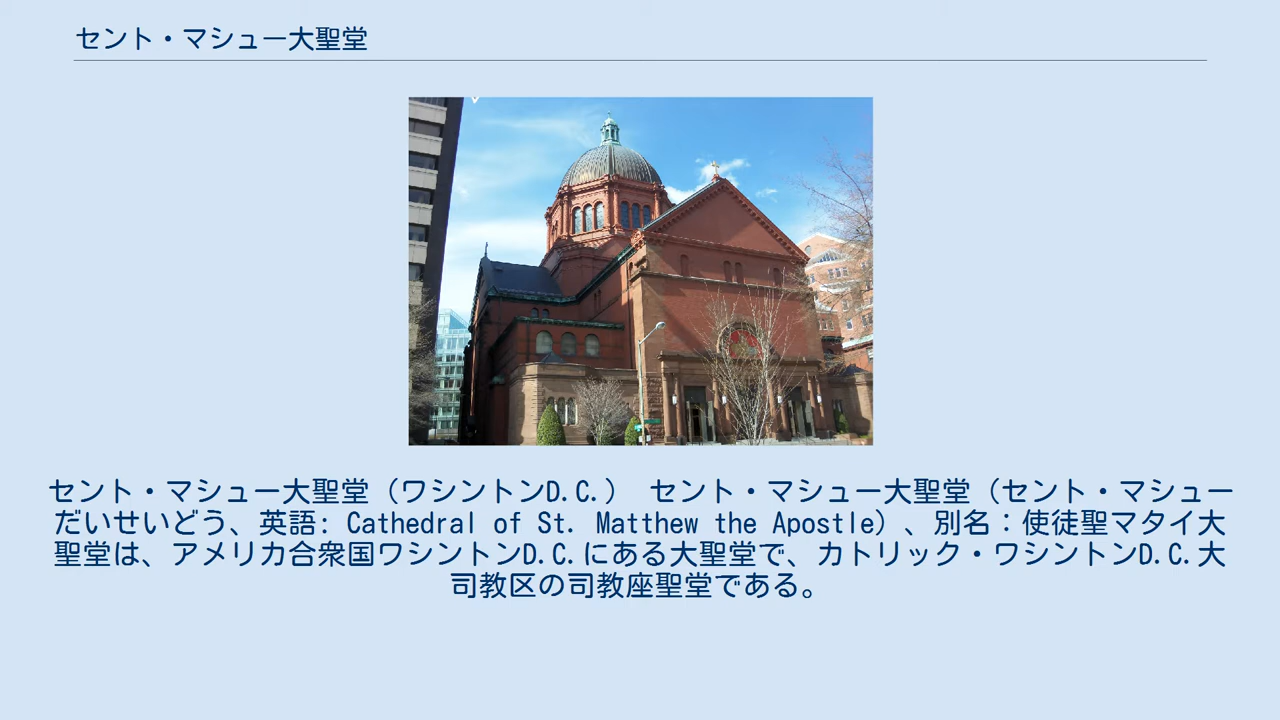 セント・マシュー大聖堂
セント・マシュー大聖堂（ワシントンD.C.） セント・マシュー大聖堂（セント・マシュー
だいせいどう、英語: Cathedral of St. Matthew the Apostle）、別名：使徒聖マタイ大
聖堂は、アメリカ合衆国ワシントンD.C.にある大聖堂で、カトリック・ワシントンD.C.大
司教区の司教座聖堂である。